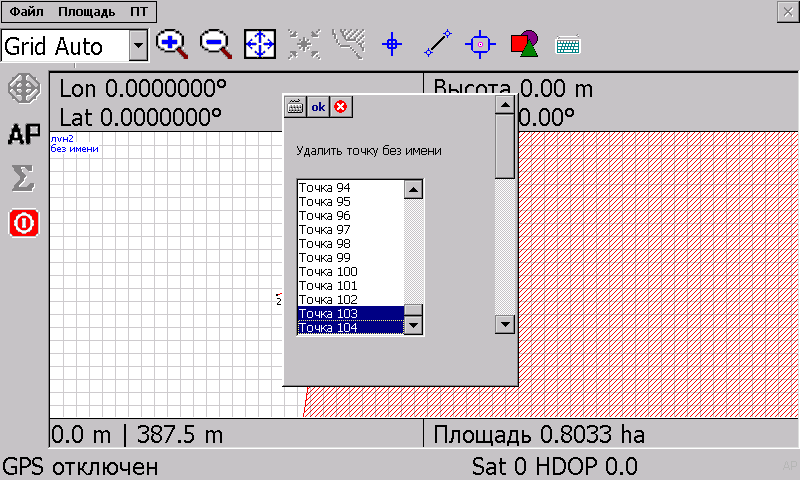 Файл Площадь ПТ
Grid Auto
Lon 0.0000000°
Высота 0.00 m
Lat 0.0000000°
0.00°
AP
лун2
без имени
ok
Удалить точку без имени
Точка 94
Точка 95
Точка 96
Точка 97
Точка 98
Точка 99
Точка 100
Точка 101
Точка 102
Точка 103
Точка 104
2
0.0 m | 387.5 m
Площадь 0.8033 ha
GPS отключен
Sat 0 HDOP 0.0
AP